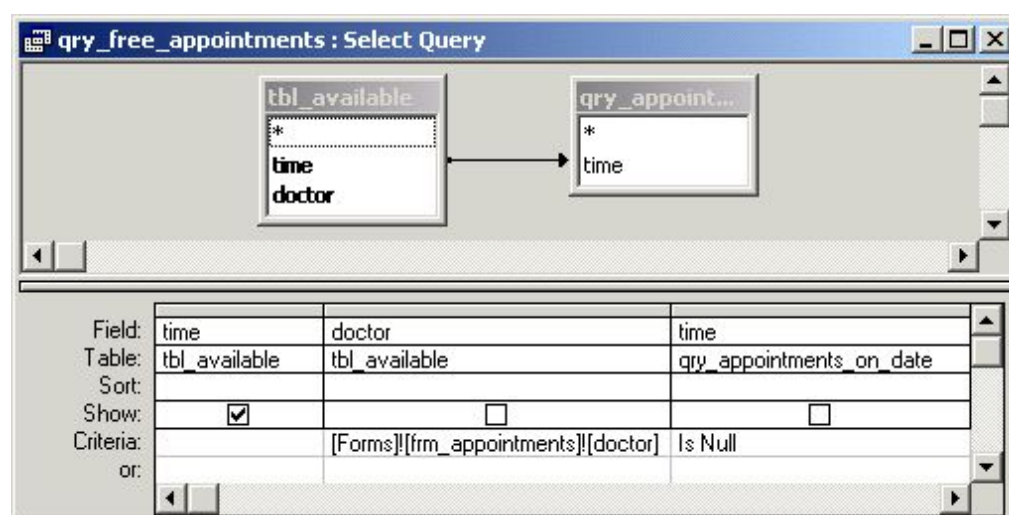 qry_free_appointments : Select Query
tbl_available
*
time
doctor
qry_appoint...
*
time
Field: time doctor time
Table: tbl_available tbl_available qry_appointments_on_date
Sort:
Show:
Criteria: [Forms]![frm_appointments]![doctor] Is Null
or: